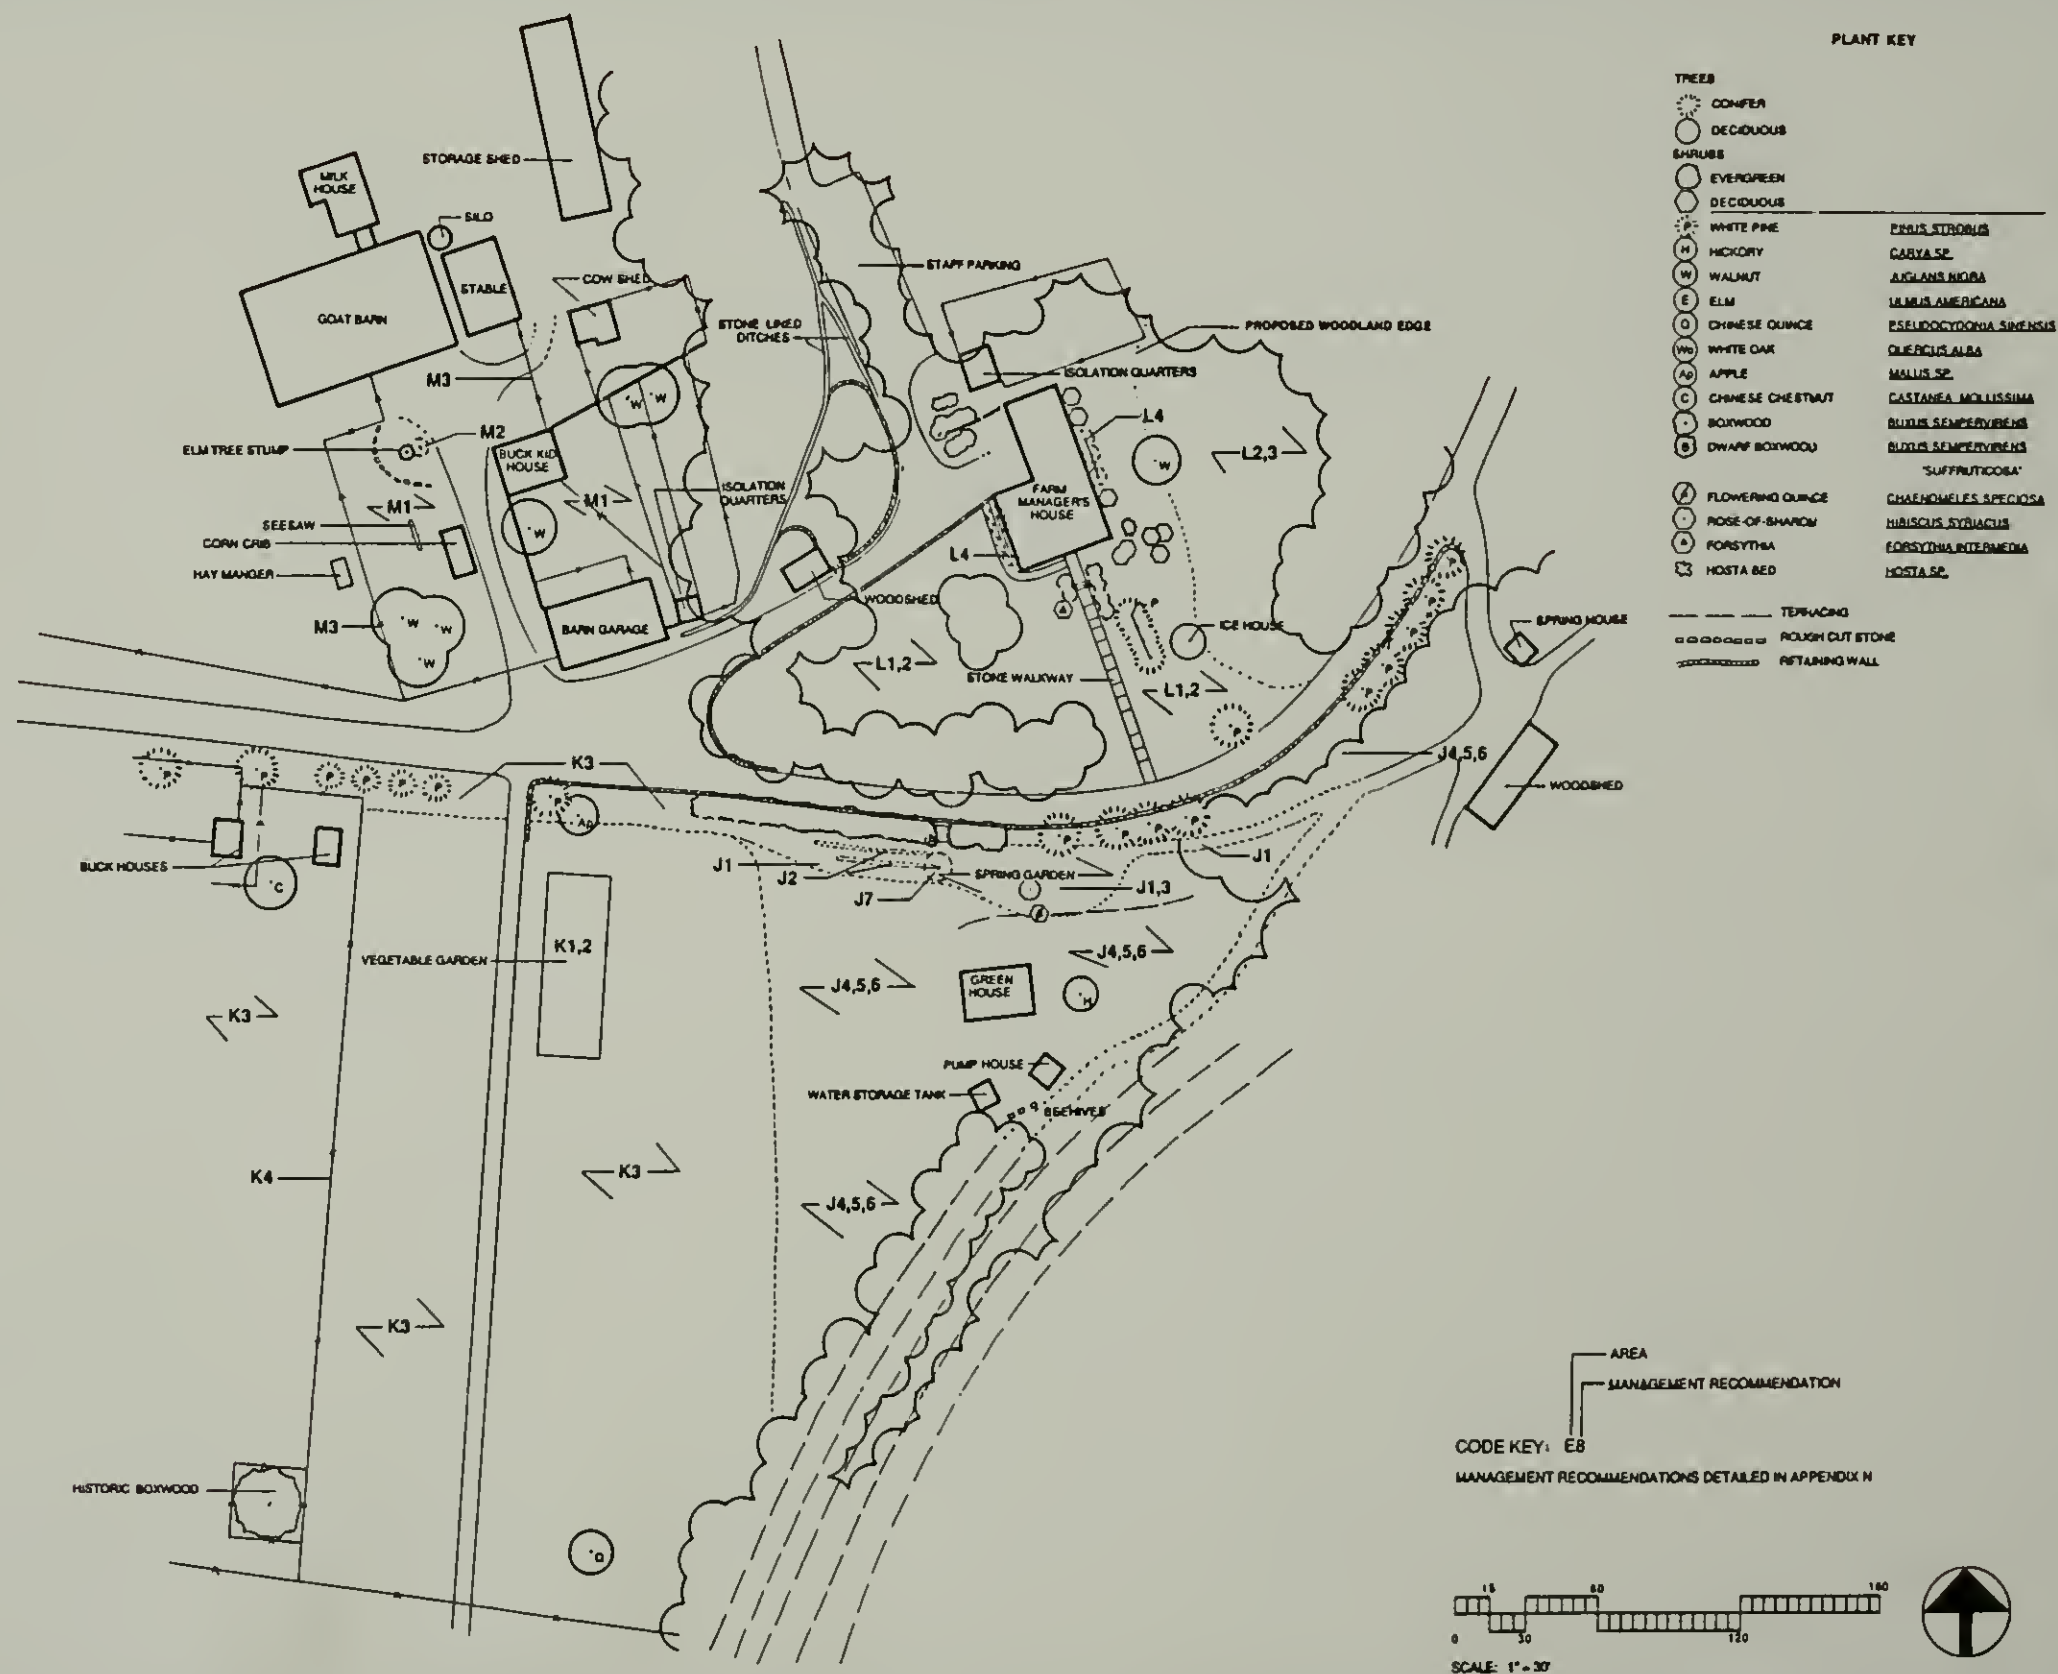 PLANT KEY
TREES
CONIFER
DECIDUOUS
SHRUBS
EVERGREEN
DECIDUOUS
P WHITE PINE PINUS STROBUS
H HICKORY CARYA SP.
W WALNUT JUGLANS NIGRA
E ELM ULMUS AMERICANA
Q CHINESE QUINCE PSEUDOCYDONIA SINENSIS
Wo WHITE OAK QUERCUS ALBA
Ap APPLE MALUS SP.
C CHINESE CHESTNUT CASTANEA MOLLISSIMA
BOXWOOD BUXUS SEMPERVIRENS
B DWARF BOXWOOD BUXUS SEMPERVIRENS
'SUFFRUTICOSA'
FLOWERING QUINCE CHAENOMELES SPECIOSA
ROSE-OF-SHARON HIBISCUS SYRIACUS
FORSYTHIA FORSYTHIA INTERMEDIA
HOSTA BED HOSTA SP.
TERRACING
ROUGH CUT STONE
RETAINING WALL
STORAGE SHED
MILK
HOUSE
SILO
STABLE
COW SHED
GOAT BARN
STAFF PARKING
STONE LINED
DITCHES
PROPOSED WOODLAND EDGE
ISOLATION QUARTERS
M3
W W
L4
M2
ELM TREE STUMP
BUCK KID
HOUSE
L2,3
W
ISOLATION
QUARTERS
FARM
MANAGER'S
HOUSE
M1
M1
SEESAW
CORN CRIB
W
HAY MANGER
L4
WOODSHED
P
M3
W W
W
BARN GARAGE
ICE HOUSE
SPRING HOUSE
L1,2
STONE WALKWAY
L1,2
P
P
P
P
P
P
J4,5,6
K3
P P P P P P
WOODSHED
P
Ap
P P P P
BUCK HOUSES
C
J1
J2
SPRING GARDEN
J1
J7
J1,3
K1,2
VEGETABLE GARDEN
J4,5,6
J4,5,6
GREEN
HOUSE
H
K3
PUMP HOUSE
WATER STORAGE TANK
BEEHIVES
K4
K3
J4,5,6
K3
HISTORIC BOXWOOD
Q
AREA
MANAGEMENT RECOMMENDATION
CODE KEY: E8
MANAGEMENT RECOMMENDATIONS DETAILED IN APPENDIX N
15 60 180
0 30 120
SCALE: 1" = 30'